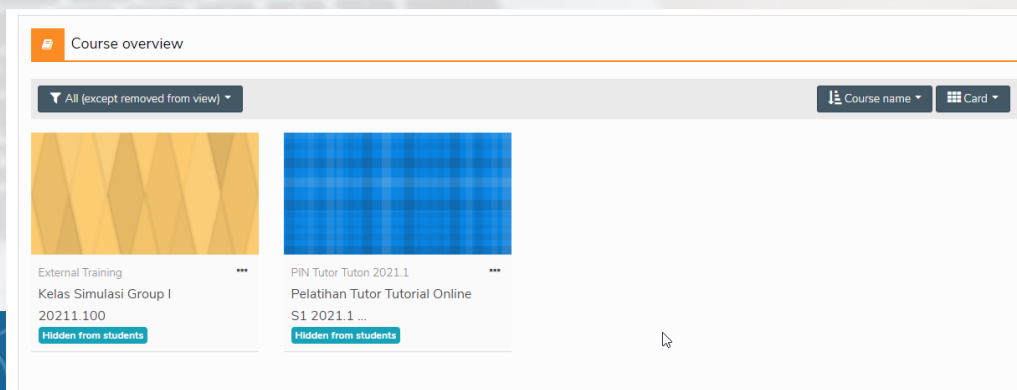 Course overview
All (except removed from view)
Course name
Card
External Training
Kelas Simulasi Group I
20211.100
Hidden from students
PIN Tutor Tuton 2021.1
Pelatihan Tutor Tutorial Online
S1 2021.1 ...
Hidden from students